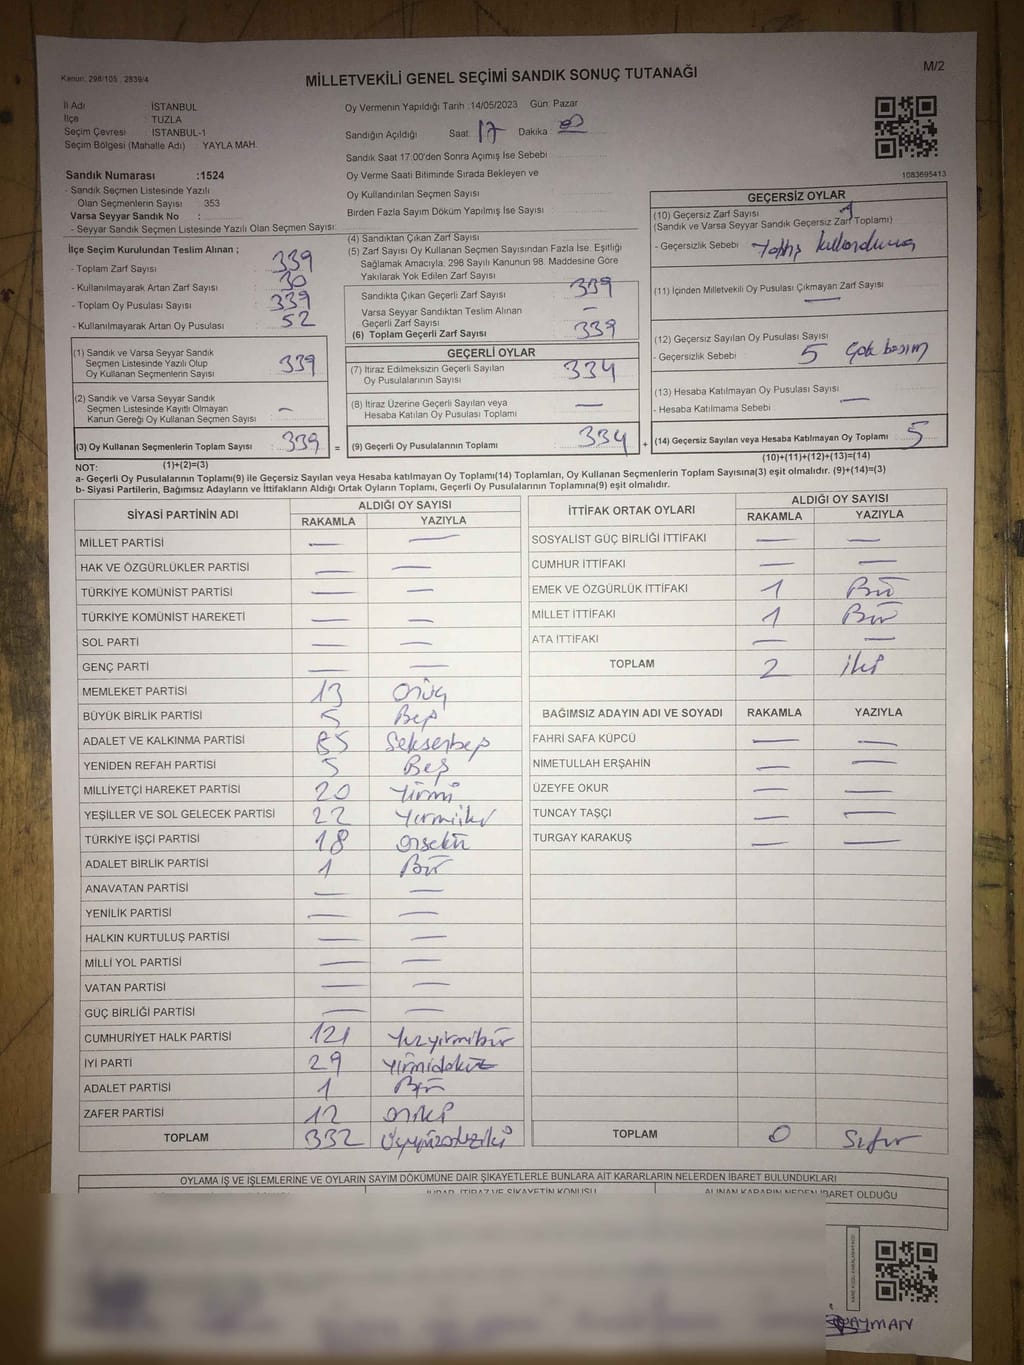 Kanun: 298/105 , 2839/4
MİLLETVEKİLİ GENEL SEÇİMİ SANDIK SONUÇ TUTANAĞI
M/2
İl Adı İSTANBUL
İlçe : TUZLA
Seçim Çevresi : İSTANBUL-1
Seçim Bölgesi (Mahalle Adı) : YAYLA MAH.
Oy Vermenin Yapıldığı Tarih :14/05/2023 Gün: Pazar
Sandığın Açıldığı Saat: 17 Dakika
Sandık Saat 17:00'den Sonra Açımış İse Sebebi
Oy Verme Saati Bitiminde Sırada Bekleyen ve
Oy Kullandırılan Seçmen Sayısı
Birden Fazla Sayım Döküm Yapılmış İse Sayısı
1083695413
Sandık Numarası :1524
- Sandık Seçmen Listesinde Yazılı
Olan Seçmenlerin Sayısı : 353
Varsa Seyyar Sandık No :
- Seyyar Sandık Seçmen Listesinde Yazılı Olan Seçmen Sayısı:
İlçe Seçim Kurulundan Teslim Alınan ;
- Toplam Zarf Sayısı : 339
- Kullanılmayarak Artan Zarf Sayısı : 30
- Toplam Oy Pusulası Sayısı : 339
- Kullanılmayarak Artan Oy Pusulası : 52
(4) Sandıktan Çıkan Zarf Sayısı
(5) Zarf Sayısı Oy Kullanan Seçmen Sayısından Fazla İse, Eşitliği
Sağlamak Amacıyla, 298 Sayılı Kanunun 98. Maddesine Göre
Yakılarak Yok Edilen Zarf Sayısı
Sandıkta Çıkan Geçerli Zarf Sayısı : 339
Varsa Seyyar Sandıktan Teslim Alınan
Geçerli Zarf Sayısı : —
(6) Toplam Geçerli Zarf Sayısı : 339
GEÇERSİZ OYLAR
(10) Geçersiz Zarf Sayısı
(Sandık ve Varsa Seyyar Sandık Geçersiz Zarf Toplamı)
- Geçersizlik Sebebi :
(11) İçinden Milletvekili Oy Pusulası Çıkmayan Zarf Sayısı
—
(12) Geçersiz Sayılan Oy Pusulası Sayısı
- Geçersizlik Sebebi : 5 Çok basım
(13) Hesaba Katılmayan Oy Pusulası Sayısı
- Hesaba Katılmama Sebebi : —
(14) Geçersiz Sayılan veya Hesaba Katılmayan Oy Toplamı : 5
(10)+(11)+(12)+(13)=(14)
(1) Sandık ve Varsa Seyyar Sandık
Seçmen Listesinde Yazılı Olup
Oy Kullanan Seçmenlerin Sayısı : 339
(2) Sandık ve Varsa Seyyar Sandık
Seçmen Listesinde Kayıtlı Olmayan
Kanun Gereği Oy Kullanan Seçmen Sayısı : —
(3) Oy Kullanan Seçmenlerin Toplam Sayısı : 339 =
(1)+(2)=(3)
GEÇERLİ OYLAR
(7) İtiraz Edilmeksizin Geçerli Sayılan
Oy Pusulalarının Sayısı : 334
(8) İtiraz Üzerine Geçerli Sayılan veya
Hesaba Katılan Oy Pusulası Toplamı : —
(9) Geçerli Oy Pusulalarının Toplamı : 334 +
NOT:
a- Geçerli Oy Pusulalarının Toplamı(9) ile Geçersiz Sayılan veya Hesaba katılmayan Oy Toplamı(14) Toplamları, Oy Kullanan Seçmenlerin Toplam Sayısına(3) eşit olmalıdır. (9)+(14)=(3)
b- Siyasi Partilerin, Bağımsız Adayların ve İttifakların Aldığı Ortak Oyların Toplamı, Geçerli Oy Pusulalarının Toplamına(9) eşit olmalıdır.
SİYASİ PARTİNİN ADI ALDIĞI OY SAYISI
RAKAMLA YAZIYLA
MİLLET PARTİSİ — —
HAK VE ÖZGÜRLÜKLER PARTİSİ — —
TÜRKİYE KOMÜNİST PARTİSİ — —
TÜRKİYE KOMÜNİST HAREKETİ — —
SOL PARTİ — —
GENÇ PARTİ — —
MEMLEKET PARTİSİ 13 Onüç
BÜYÜK BİRLİK PARTİSİ 5 Beş
ADALET VE KALKINMA PARTİSİ 85 Seksenbeş
YENİDEN REFAH PARTİSİ 5 Beş
MİLLİYETÇİ HAREKET PARTİSİ 20 Yirmi
YEŞİLLER VE SOL GELECEK PARTİSİ 22 Yirmiiki
TÜRKİYE İŞÇİ PARTİSİ 18 Onsekiz
ADALET BİRLİK PARTİSİ 1 Bir
ANAVATAN PARTİSİ — —
YENİLİK PARTİSİ — —
HALKIN KURTULUŞ PARTİSİ — —
MİLLİ YOL PARTİSİ — —
VATAN PARTİSİ — —
GÜÇ BİRLİĞİ PARTİSİ — —
CUMHURİYET HALK PARTİSİ 121 Yüzyirmibir
İYİ PARTİ 29 Yirmidokuz
ADALET PARTİSİ 1 Bir
ZAFER PARTİSİ 12 Oniki
TOPLAM 332 Üçyüzotuziki
İTTİFAK ORTAK OYLARI ALDIĞI OY SAYISI
RAKAMLA YAZIYLA
SOSYALİST GÜÇ BİRLİĞİ İTTİFAKI — —
CUMHUR İTTİFAKI — —
EMEK VE ÖZGÜRLÜK İTTİFAKI 1 Bir
MİLLET İTTİFAKI 1 Bir
ATA İTTİFAKI — —
TOPLAM 2 iki
BAĞIMSIZ ADAYIN ADI VE SOYADI RAKAMLA YAZIYLA
FAHRİ SAFA KÜPCÜ — —
NİMETULLAH ERŞAHİN — —
ÜZEYFE OKUR — —
TUNCAY TAŞÇI — —
TURGAY KARAKUŞ — —
TOPLAM 0 Sıfır
OYLAMA İŞ VE İŞLEMLERİNE VE OYLARIN SAYIM DÖKÜMÜNE DAİR ŞİKAYETLERLE BUNLARA AİT KARARLARIN NELERDEN İBARET BULUNDUKLARI
İTİRAZ VE ŞİKAYETİN KONUSU ALINAN KARARIN NEDEN İBARET OLDUĞU